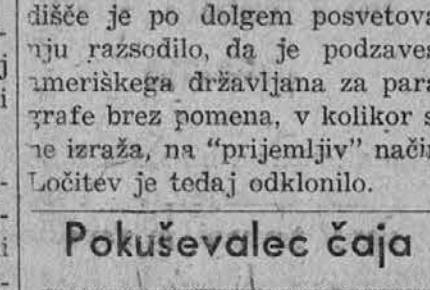 dišče je po dolgem posvetova
nju razsodilo, da je podzaves
ameriškega državljana za para
grafe brez pomena, v kolikor s
ne izraža, na “prijemljiv” način
Ločitev je tedaj odklonilo.
Pokuševalec čaja